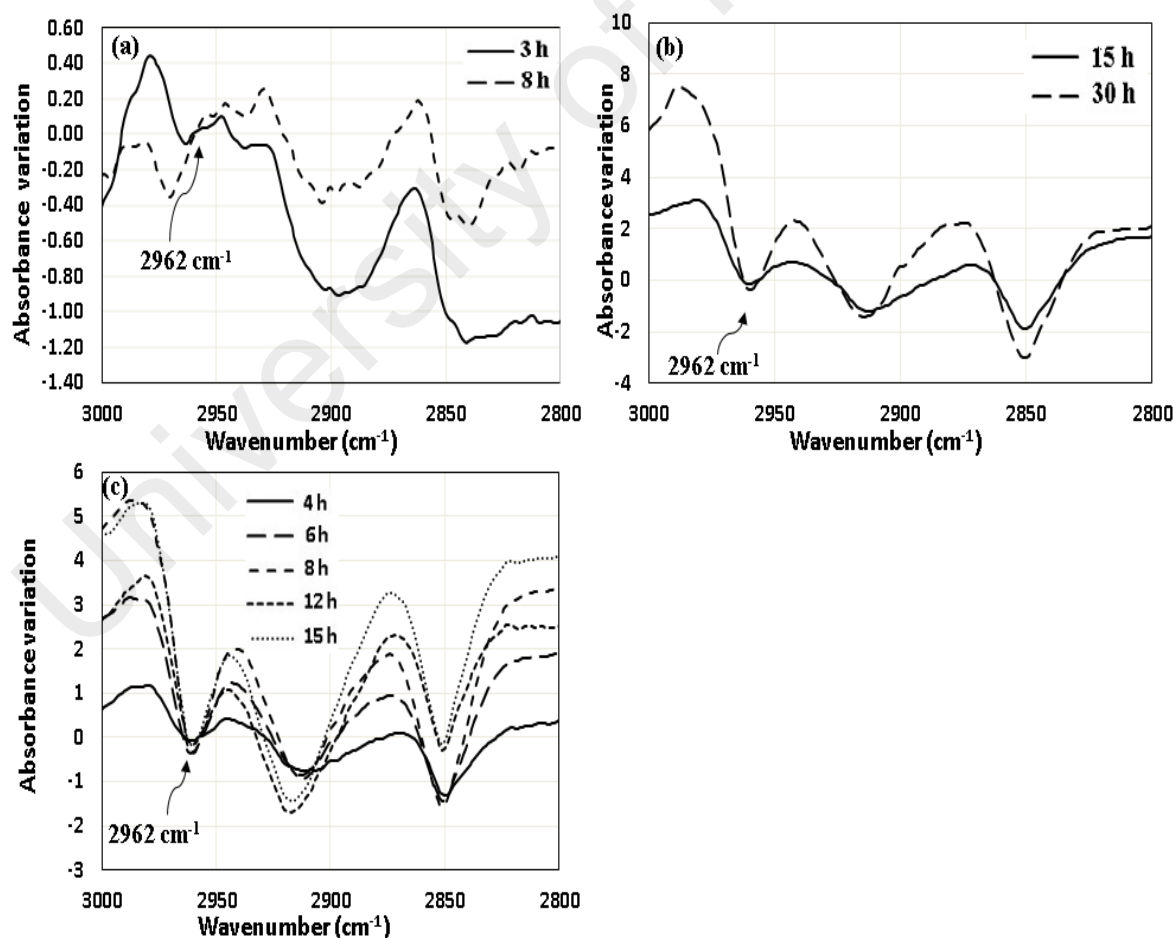 University of
(a)
3 h
8 h
0.60
0.40
0.20
0.00
-0.20
-0.40
-0.60
-0.80
-1.00
-1.20
-1.40
Absorbance variation
2962 cm-1
3000 2950 2900 2850 2800
Wavenumber (cm-1)
(b)
15 h
30 h
10
8
6
4
2
0
-2
-4
Absorbance variation
2962 cm-1
3000 2950 2900 2850 2800
Wavenumber (cm-1)
(c)
4 h
6 h
8 h
12 h
15 h
6
5
4
3
2
1
0
-1
-2
-3
Absorbance variation
2962 cm-1
3000 2950 2900 2850 2800
Wavenumber (cm-1)